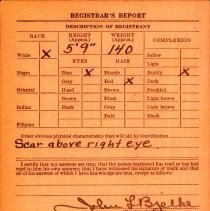 REGISTRAR'S REPORT
DESCRIPTION OF REGISTRANT
RACE HEIGHT (Approx.) WEIGHT (Approx.) COMPLEXION
5'9" 140
White X Sallow
EYES HAIR Light
Negro Blue X Blonde Ruddy X
Gray Red X Dark
Oriental Hazel Brown Freckled
Brown Black Light brown
Indian Black Gray Dark brown
Bald Black
Filipino
Other obvious physical characteristics that will aid in identification
Scar above right eye
I certify that my answers are true; that the person registered has read or has had
read to him his own answers; that I have witnessed his signature or mark and that
all of his answers of which I have knowledge are true, except as follows:
John L